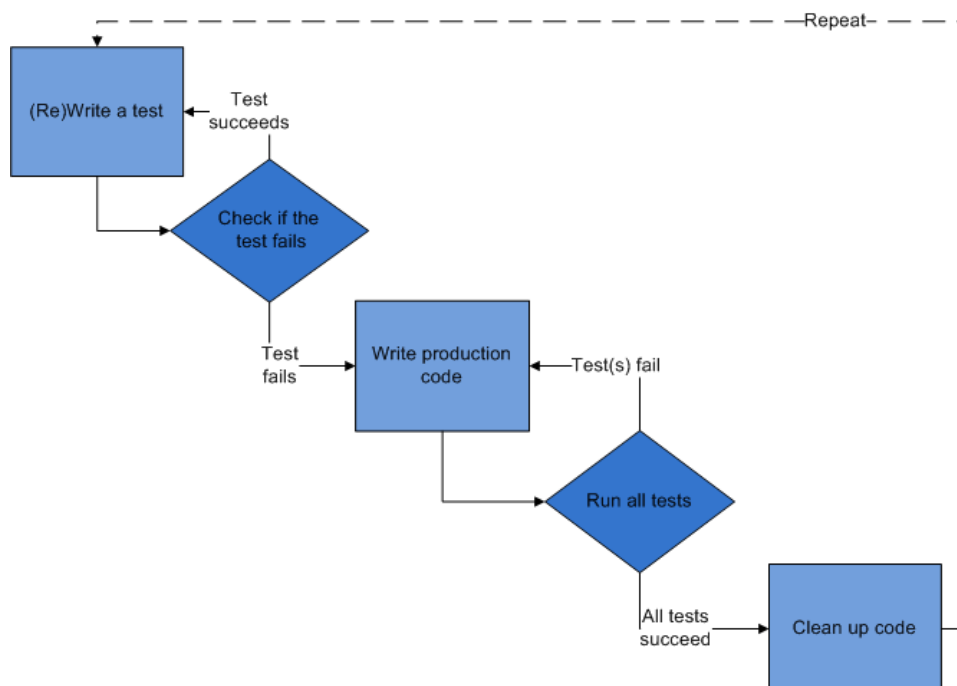 Repeat
(Re)Write a test
Test
succeeds
Check if the
test fails
Test
fails
Write production
code
Test(s) fail
Run all tests
All tests
succeed
Clean up code